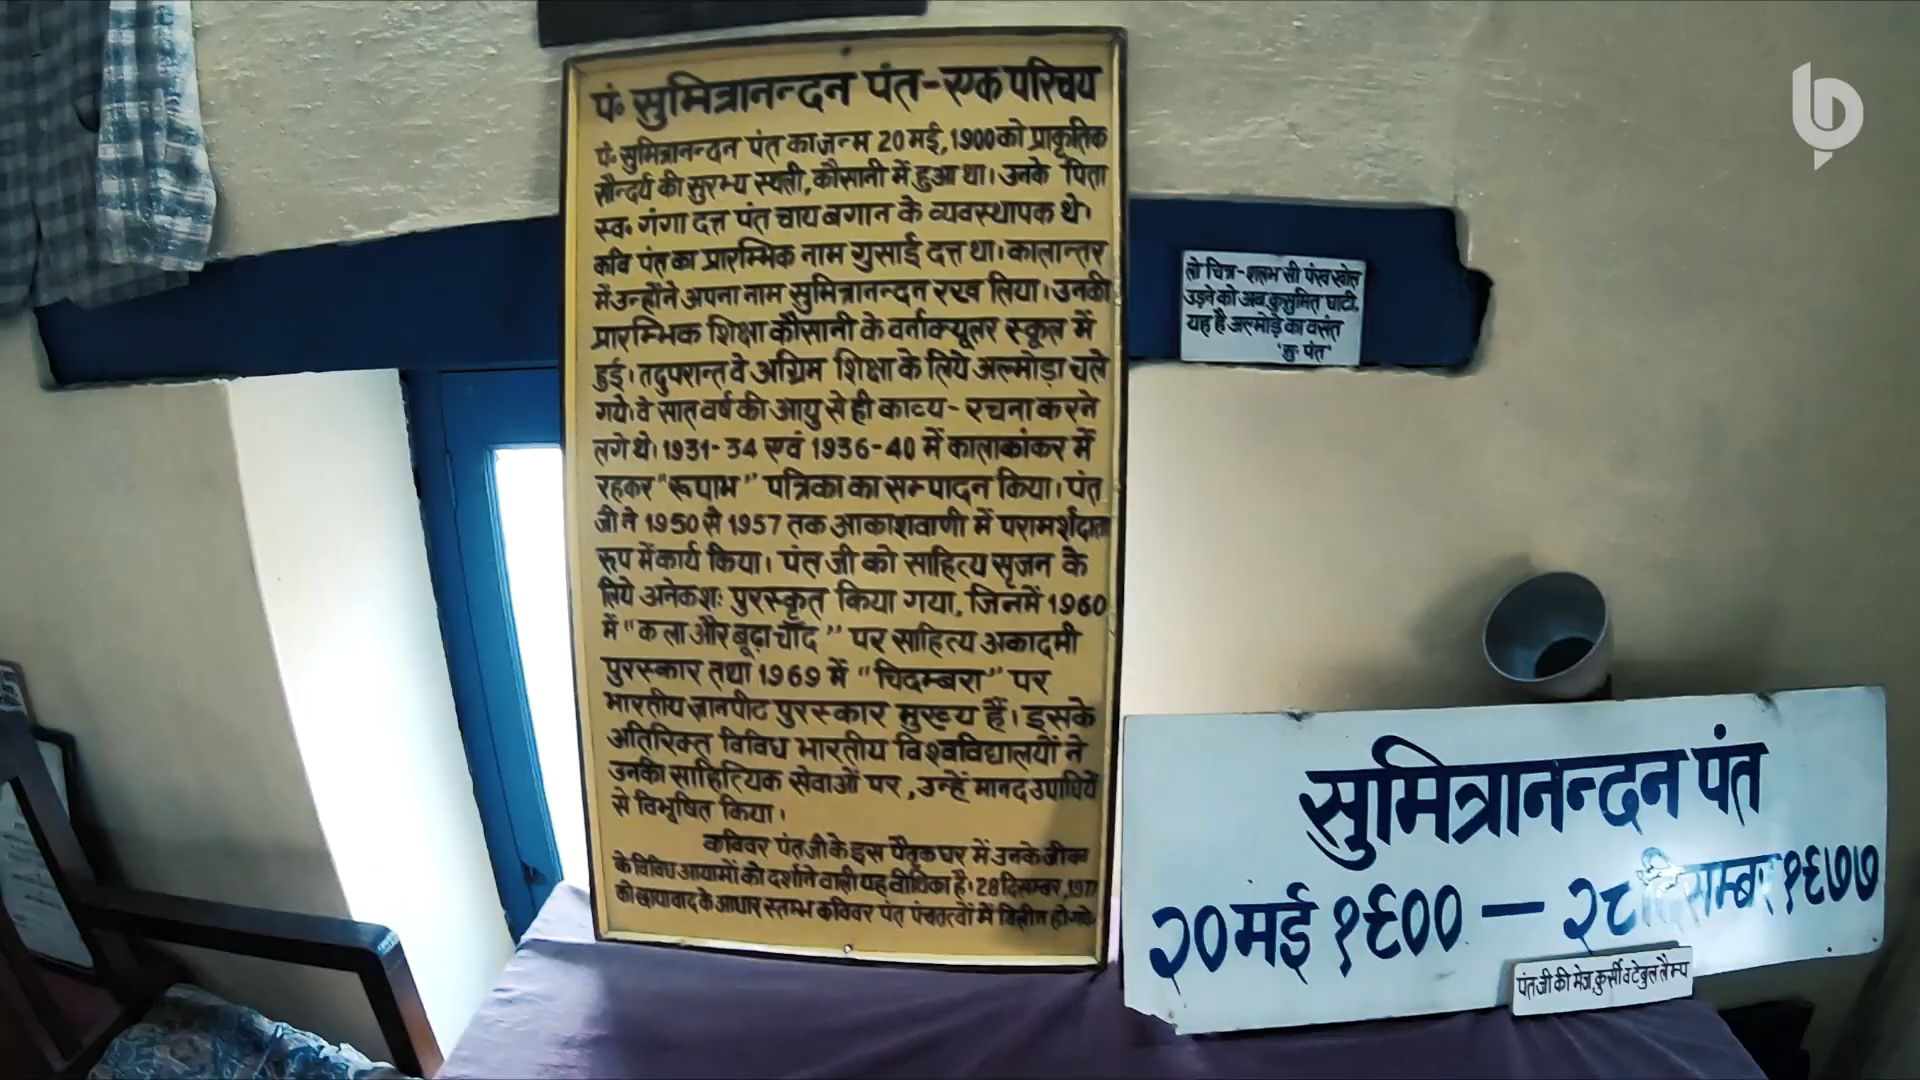 पं॰ सुमित्रानन्दन पंत-एक परिचय
पं॰ सुमित्रानन्दन पंत का जन्म 20 मई, 1900 को प्राकृतिक
सौन्दर्य की सुरम्य स्थली, कौसानी में हुआ था। उनके पिता
स्व॰ गंगा दत्त पंत चाय बगान के व्यवस्थापक थे।
कवि पंत का प्रारम्भिक नाम गुसाई दत्त था। कालान्तर
में उन्होंने अपना नाम सुमित्रानन्दन रख लिया। उनकी
प्रारम्भिक शिक्षा कौसानी के वर्नाक्यूलर स्कूल में
हुई। तदुपरान्त वे अग्रिम शिक्षा के लिये अल्मोड़ा चले
गये। वे सात वर्ष की आयु से ही काव्य-रचना करने
लगे थे। 1931-34 एवं 1936-40 में कालाकांकर में
रहकर "रूपाभ" पत्रिका का सम्पादन किया। पंत
जी ने 1950 से 1957 तक आकाशवाणी में परामर्शदाता
रूप में कार्य किया। पंत जी को साहित्य सृजन के
लिये अनेकशः पुरस्कृत किया गया, जिनमें 1960
में "कला और बूढ़ा चाँद" पर साहित्य अकादमी
पुरस्कार तथा 1969 में "चिदम्बरा" पर
भारतीय ज्ञानपीठ पुरस्कार मुख्य हैं। इसके
अतिरिक्त विविध भारतीय विश्वविद्यालयों ने
उनकी साहित्यिक सेवाओं पर, उन्हें मानद उपाधियों
से विभूषित किया।
कविवर पंत जी के इस पैतृक घर में उनके जीवन
के विविध आयामों को दर्शाने वाली यह वीथिका है। 28 दिसम्बर, 1977
को छायावाद के आधार स्तम्भ कविवर पंत पंचतत्वों में विलीन हो गये।
लो चित्र-शलभ सी पंख खोल
उड़ने को अब कुसुमित घाटी,
यह है अल्मोड़े का वसंत
'सु॰ पंत'
सुमित्रानन्दन पंत
२० मई १९०० — २८ दिसम्बर १९७७
पंत जी की मेज, कुर्सी व टेबुल लैम्प